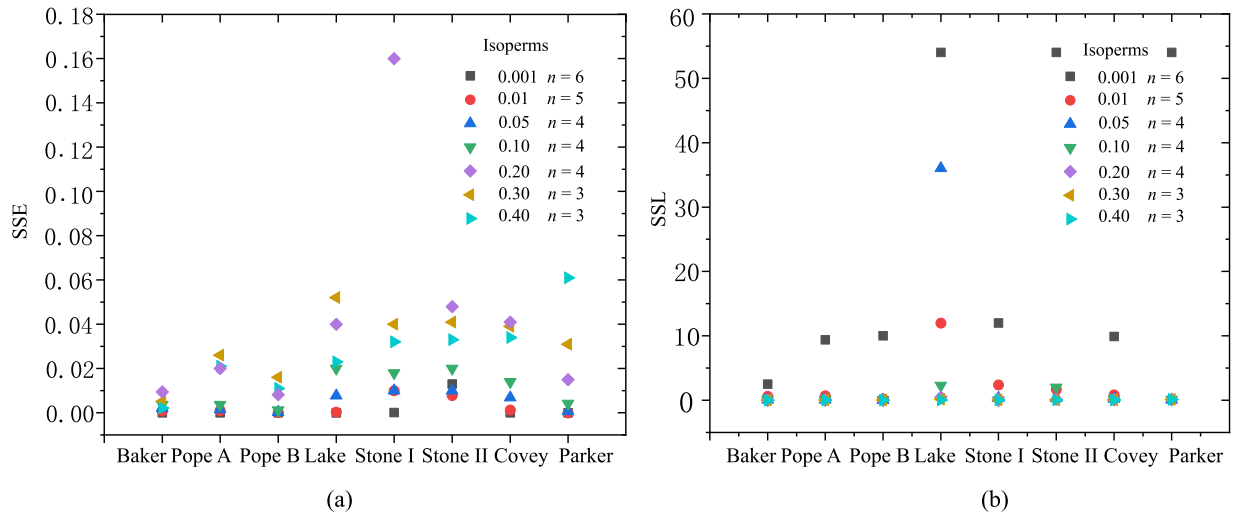 SSE
0.18
0.16
0.14
0.12
0.10
0.08
0.06
0.04
0.02
0.00
Isoperms
0.001 n = 6
0.01 n = 5
0.05 n = 4
0.10 n = 4
0.20 n = 4
0.30 n = 3
0.40 n = 3
Baker Pope A Pope B Lake Stone I Stone II Covey Parker
(a)
SSL
60
50
40
30
20
10
0
Isoperms
0.001 n = 6
0.01 n = 5
0.05 n = 4
0.10 n = 4
0.20 n = 4
0.30 n = 3
0.40 n = 3
Baker Pope A Pope B Lake Stone I Stone II Covey Parker
(b)